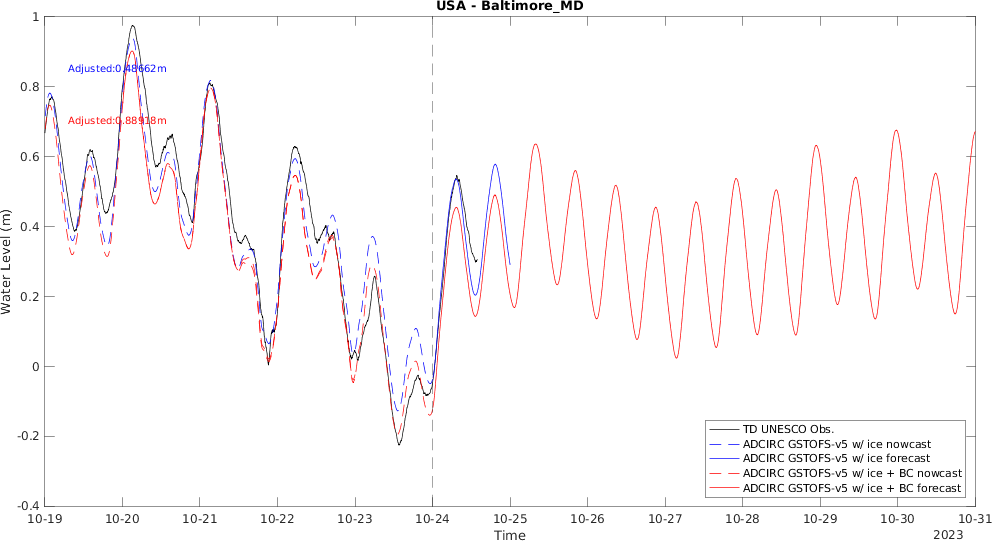 USA - Baltimore_MD
1
0.8
0.6
0.4
0.2
0
-0.2
-0.4
Water Level (m)
Adjusted:0.48662m
Adjusted:0.88918m
TD UNESCO Obs.
ADCIRC GSTOFS-v5 w/ ice nowcast
ADCIRC GSTOFS-v5 w/ ice forecast
ADCIRC GSTOFS-v5 w/ ice + BC nowcast
ADCIRC GSTOFS-v5 w/ ice + BC forecast
10-19 10-20 10-21 10-22 10-23 10-24 10-25 10-26 10-27 10-28 10-29 10-30 10-31
Time
2023